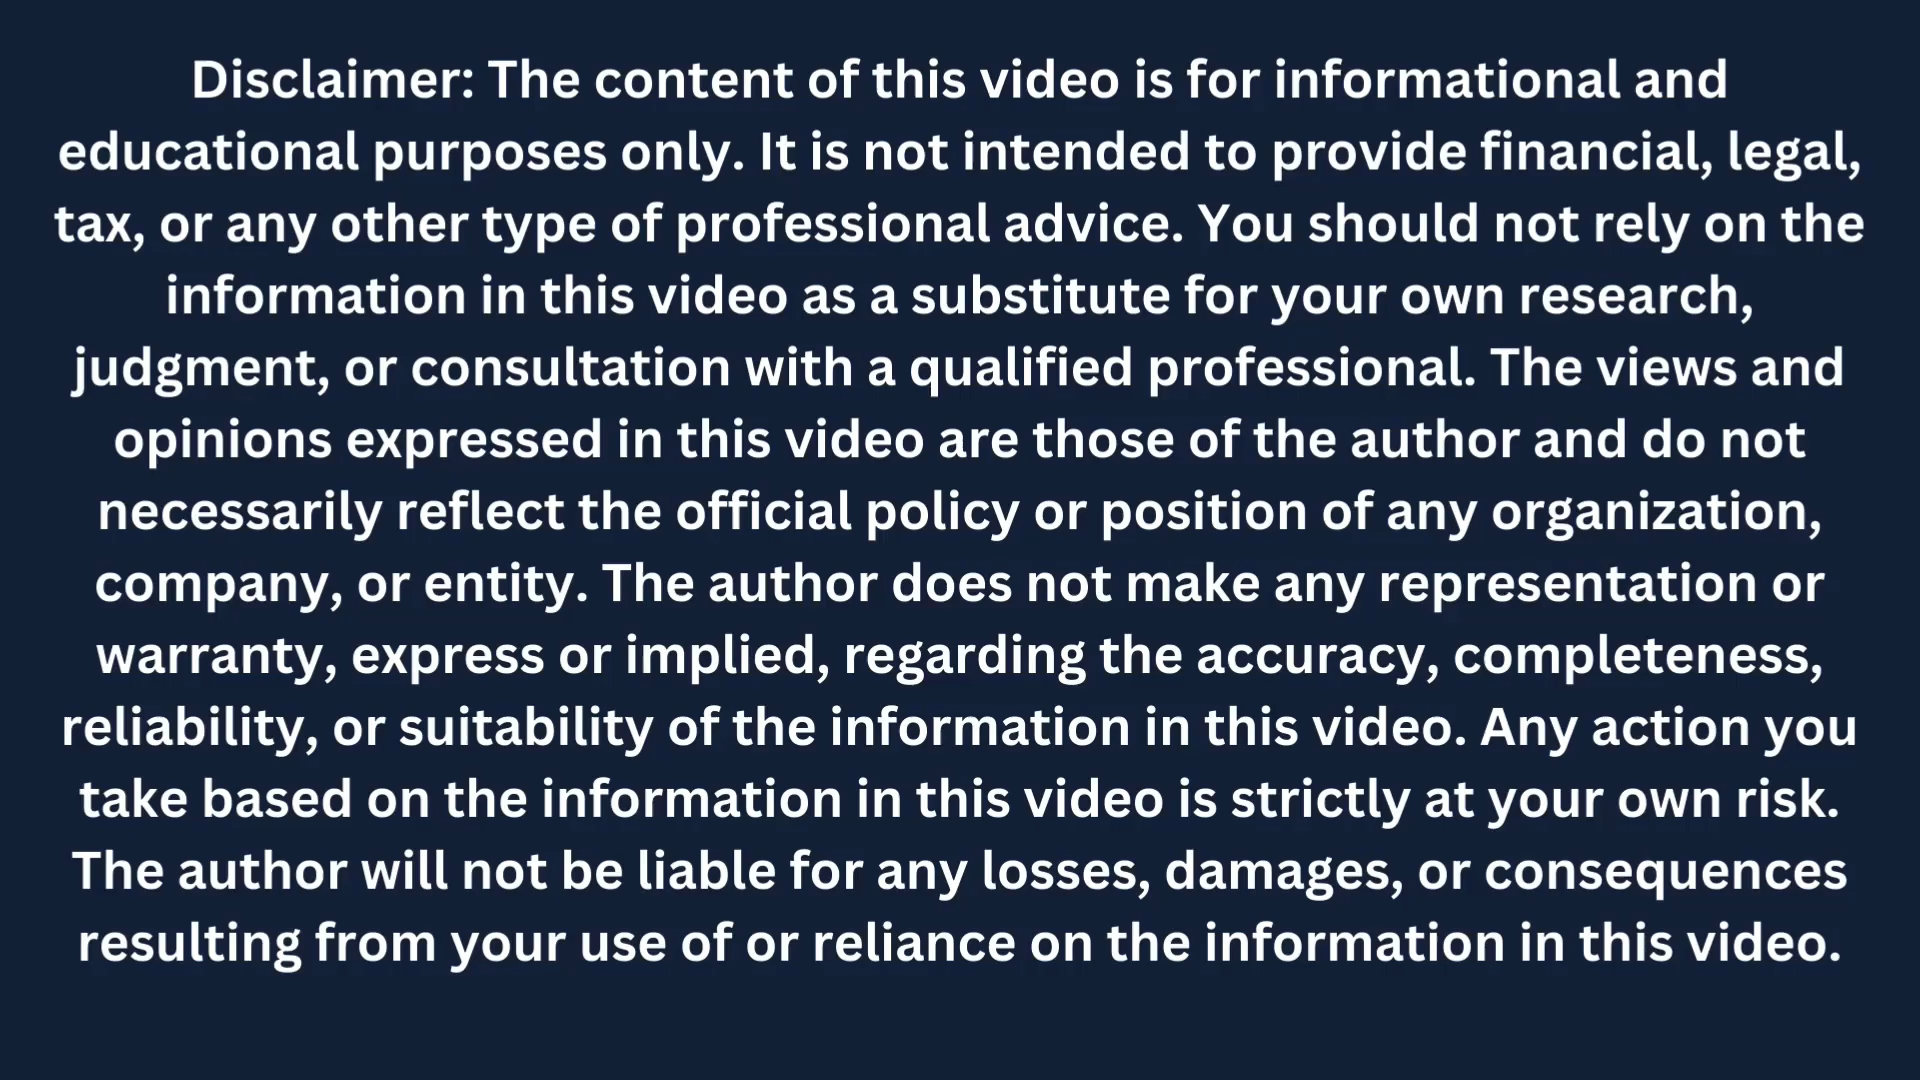 Disclaimer: The content of this video is for informational and
educational purposes only. It is not intended to provide financial, legal,
tax, or any other type of professional advice. You should not rely on the
information in this video as a substitute for your own research,
judgment, or consultation with a qualified professional. The views and
opinions expressed in this video are those of the author and do not
necessarily reflect the official policy or position of any organization,
company, or entity. The author does not make any representation or
warranty, express or implied, regarding the accuracy, completeness,
reliability, or suitability of the information in this video. Any action you
take based on the information in this video is strictly at your own risk.
The author will not be liable for any losses, damages, or consequences
resulting from your use of or reliance on the information in this video.